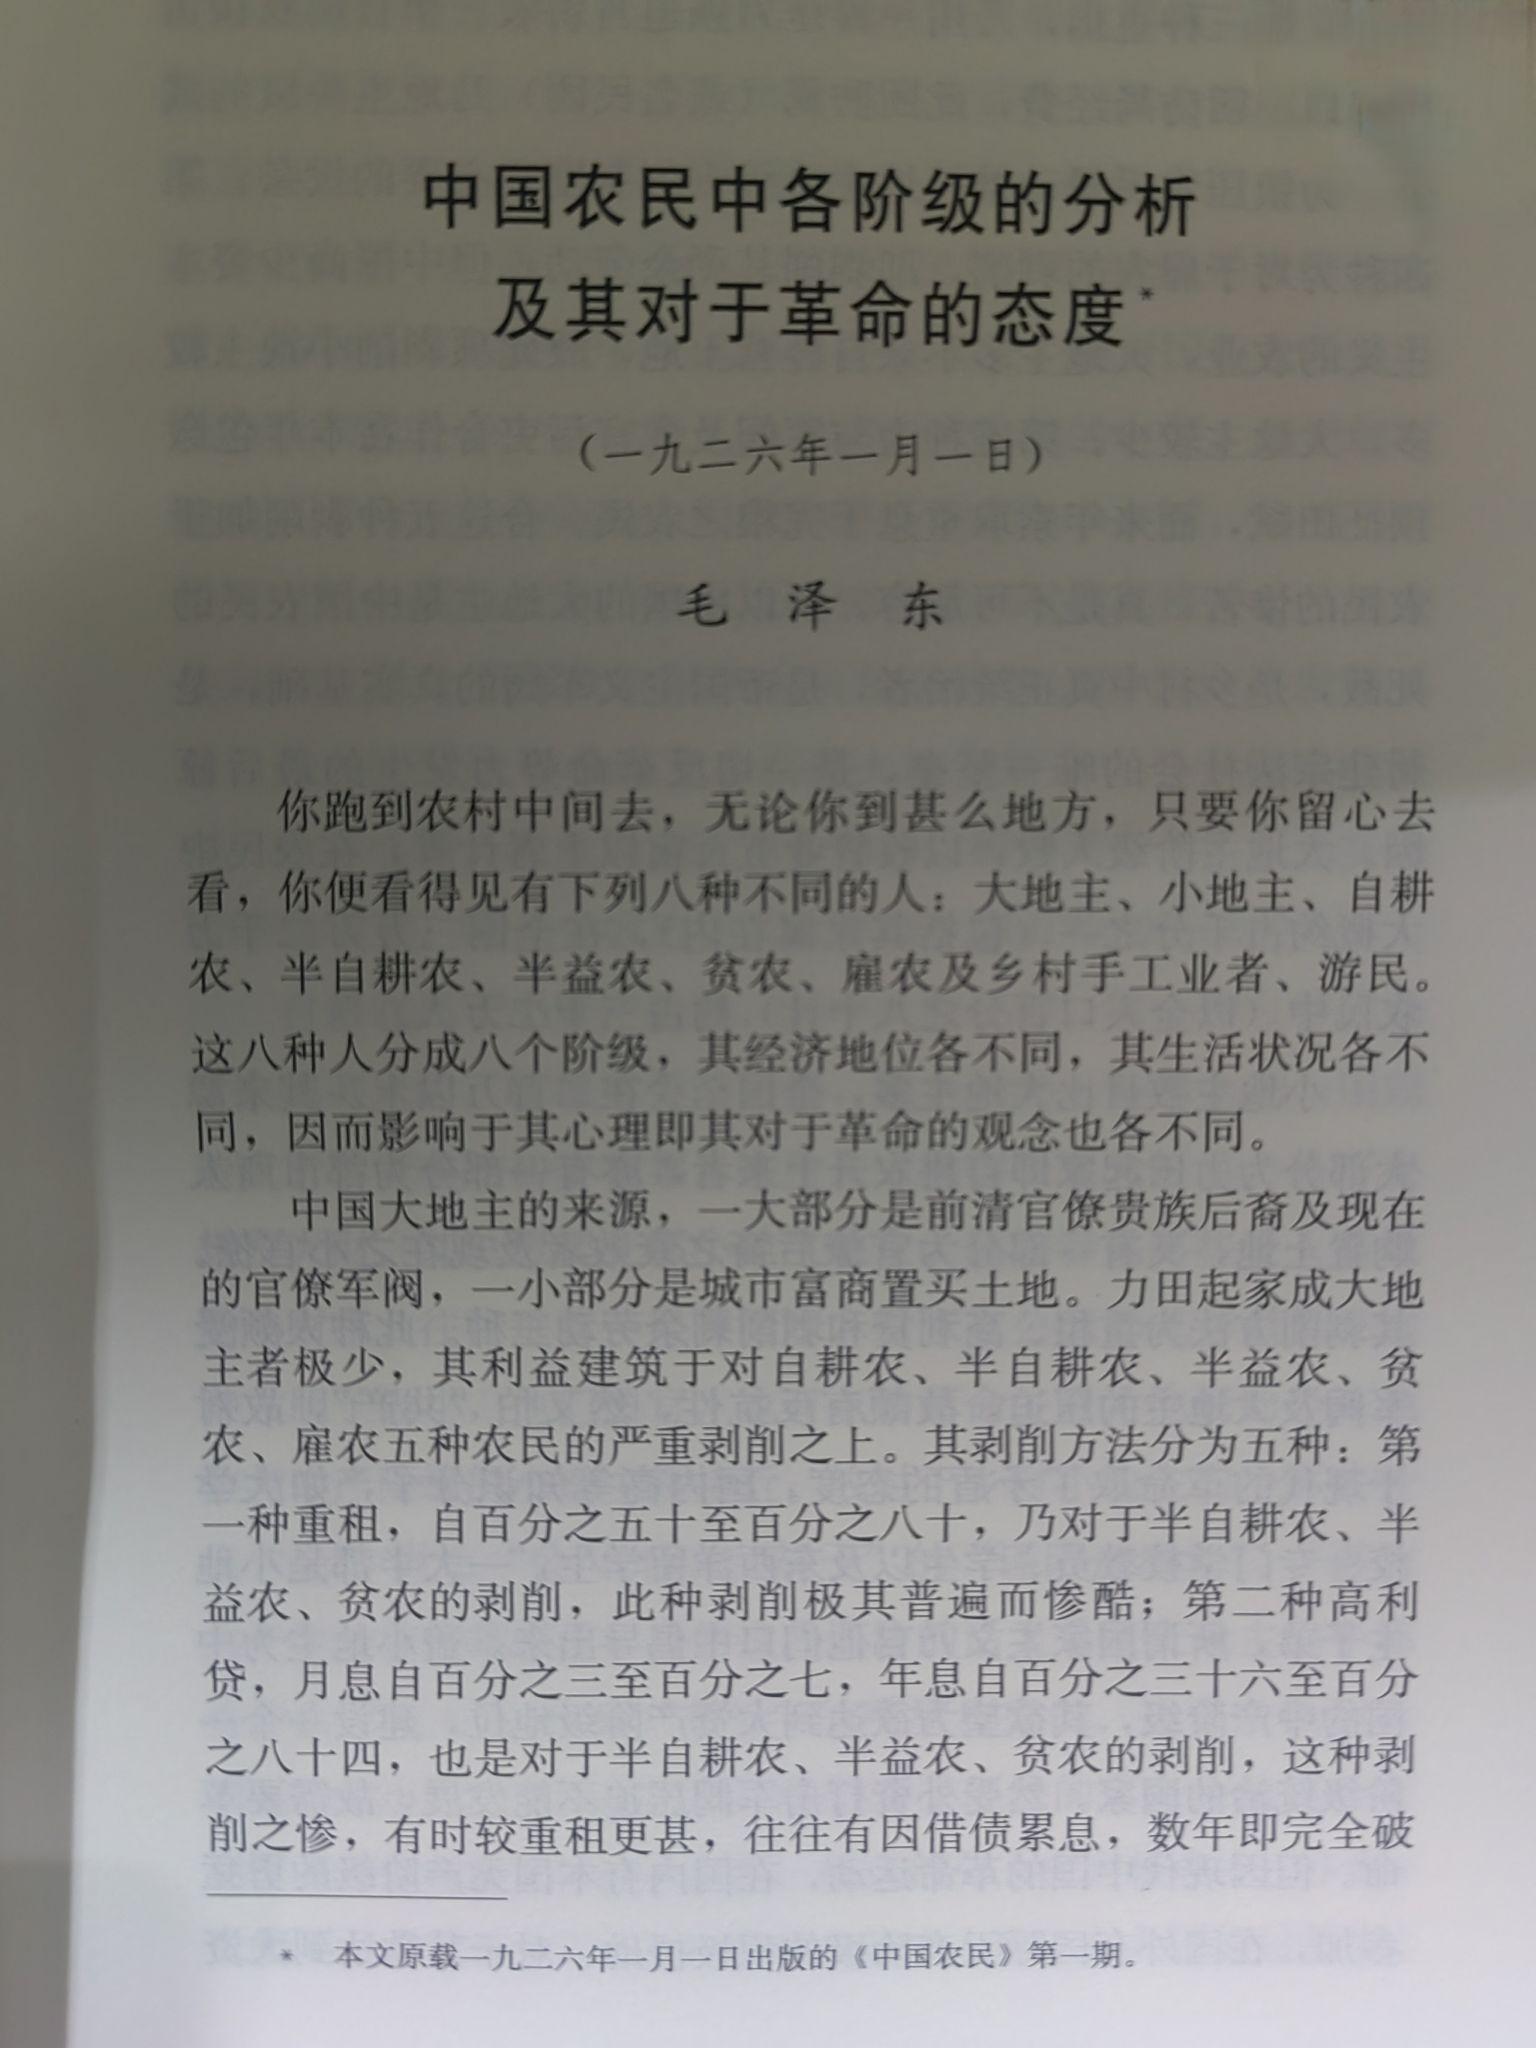 中国农民中各阶级的分析
及其对于革命的态度*
（一九二六年一月一日）
毛 泽 东
你跑到农村中间去，无论你到甚么地方，只要你留心去
看，你便看得见有下列八种不同的人：大地主、小地主、自耕
农、半自耕农、半益农、贫农、雇农及乡村手工业者、游民。
这八种人分成八个阶级，其经济地位各不同，其生活状况各不
同，因而影响于其心理即其对于革命的观念也各不同。
中国大地主的来源，一大部分是前清官僚贵族后裔及现在
的官僚军阀，一小部分是城市富商置买土地。力田起家成大地
主者极少，其利益建筑于对自耕农、半自耕农、半益农、贫
农、雇农五种农民的严重剥削之上。其剥削方法分为五种：第
一种重租，自百分之五十至百分之八十，乃对于半自耕农、半
益农、贫农的剥削，此种剥削极其普遍而惨酷；第二种高利
贷，月息自百分之三至百分之七，年息自百分之三十六至百分
之八十四，也是对于半自耕农、半益农、贫农的剥削，这种剥
削之惨，有时较重租更甚，往往有因借债累息，数年即完全破
* 本文原载一九二六年一月一日出版的《中国农民》第一期。